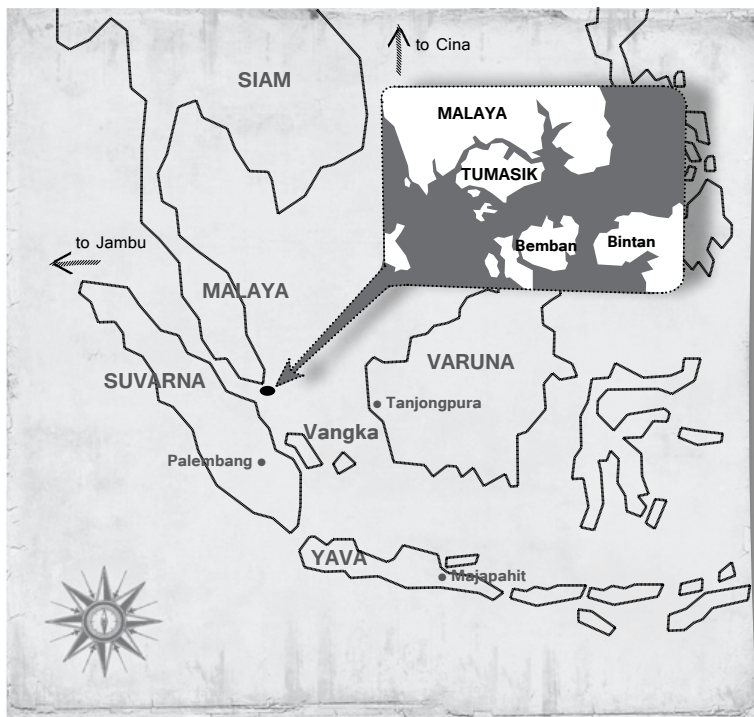 to Cina
SIAM
MALAYA
TUMASIK
Bemban
Bintan
to Jambu
MALAYA
SUVARNA
VARUNA
Tanjongpura
Vangka
Palembang
YAVA
Majapahit